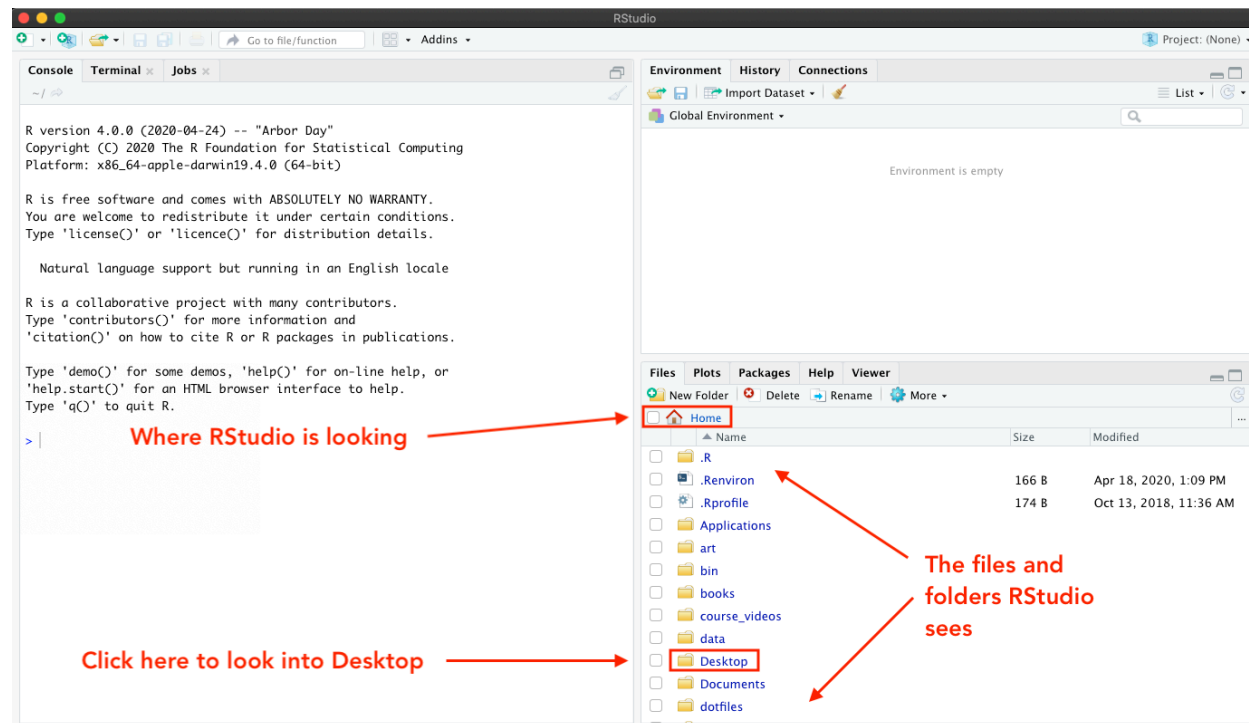 RStudio
Go to file/function
Addins
Project: (None)
Console Terminal Jobs
~/
R version 4.0.0 (2020-04-24) -- "Arbor Day"
Copyright (C) 2020 The R Foundation for Statistical Computing
Platform: x86_64-apple-darwin19.4.0 (64-bit)
R is free software and comes with ABSOLUTELY NO WARRANTY.
You are welcome to redistribute it under certain conditions.
Type 'license()' or 'licence()' for distribution details.
Natural language support but running in an English locale
R is a collaborative project with many contributors.
Type 'contributors()' for more information and
'citation()' on how to cite R or R packages in publications.
Type 'demo()' for some demos, 'help()' for on-line help, or
'help.start()' for an HTML browser interface to help.
Type 'q()' to quit R.
>
Where RStudio is looking
Click here to look into Desktop
Environment History Connections
Import Dataset
List
Global Environment
Environment is empty
Files Plots Packages Help Viewer
New Folder Delete Rename More
Home
...
Name Size Modified
.R
.Renviron 166 B Apr 18, 2020, 1:09 PM
.Rprofile 174 B Oct 13, 2018, 11:36 AM
Applications
art
bin
books
course_videos
data
Desktop
Documents
dotfiles
The files and
folders RStudio
sees